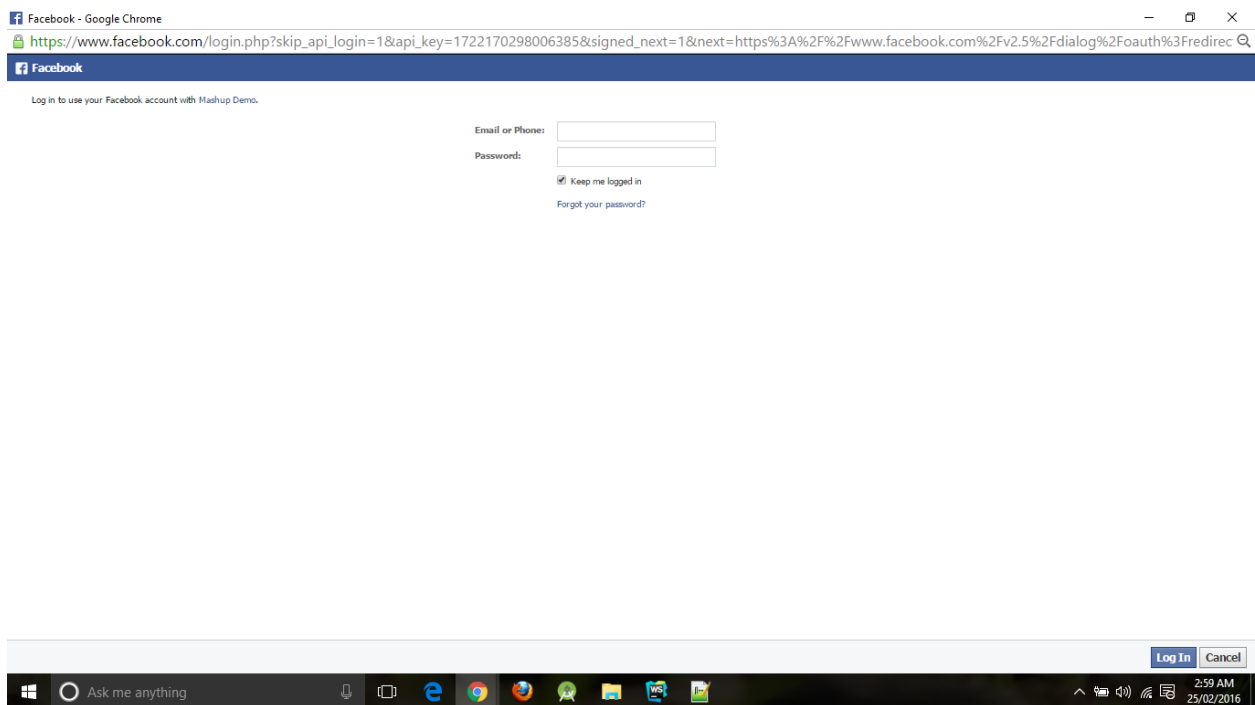 Facebook - Google Chrome
https://www.facebook.com/login.php?skip_api_login=1&api_key=1722170298006385&signed_next=1&next=https%3A%2F%2Fwww.facebook.com%2Fv2.5%2Fdialog%2Foauth%3Fredirec
Facebook
Log in to use your Facebook account with Mashup Demo.
Email or Phone:
Password:
Keep me logged in
Forgot your password?
Log In Cancel
Ask me anything
WS
2:59 AM
25/02/2016